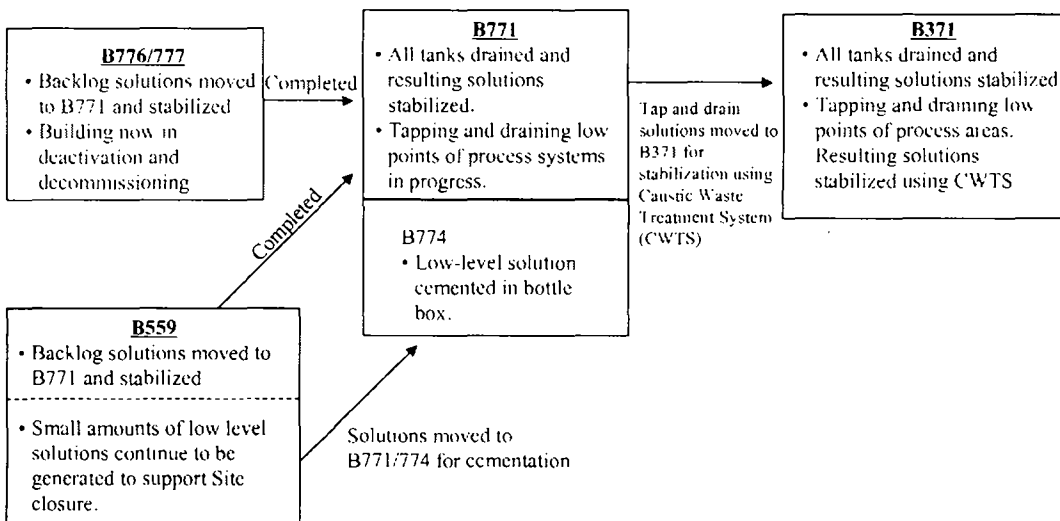 B776/777
• Backlog solutions moved
to B771 and stabilized
• Building now in
deactivation and
decommissioning
Completed
B771
• All tanks drained and
resulting solutions
stabilized.
• Tapping and draining low
points of process systems
in progress.
B774
• Low-level solution
cemented in bottle
box.
Tap and drain
solutions moved to
B371 for
stabilization using
Caustic Waste
Treatment System
(CWTS)
B371
• All tanks drained and
resulting solutions stabilized
• Tapping and draining low
points of process areas.
Resulting solutions
stabilized using CWTS
Completed
B559
• Backlog solutions moved to
B771 and stabilized
• Small amounts of low level
solutions continue to be
generated to support Site
closure.
Solutions moved to
B771/774 for cementation